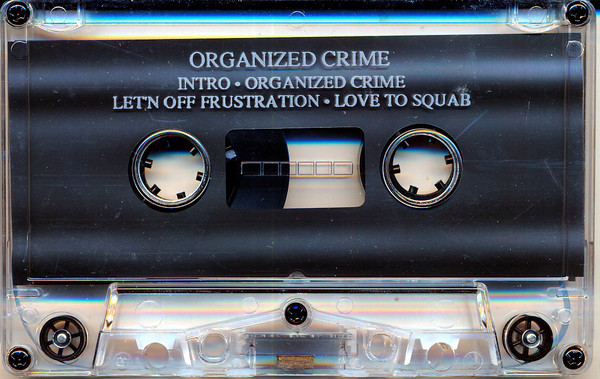 ORGANIZED CRIME
INTRO • ORGANIZED CRIME
LET'N OFF FRUSTRATION • LOVE TO SQUAB